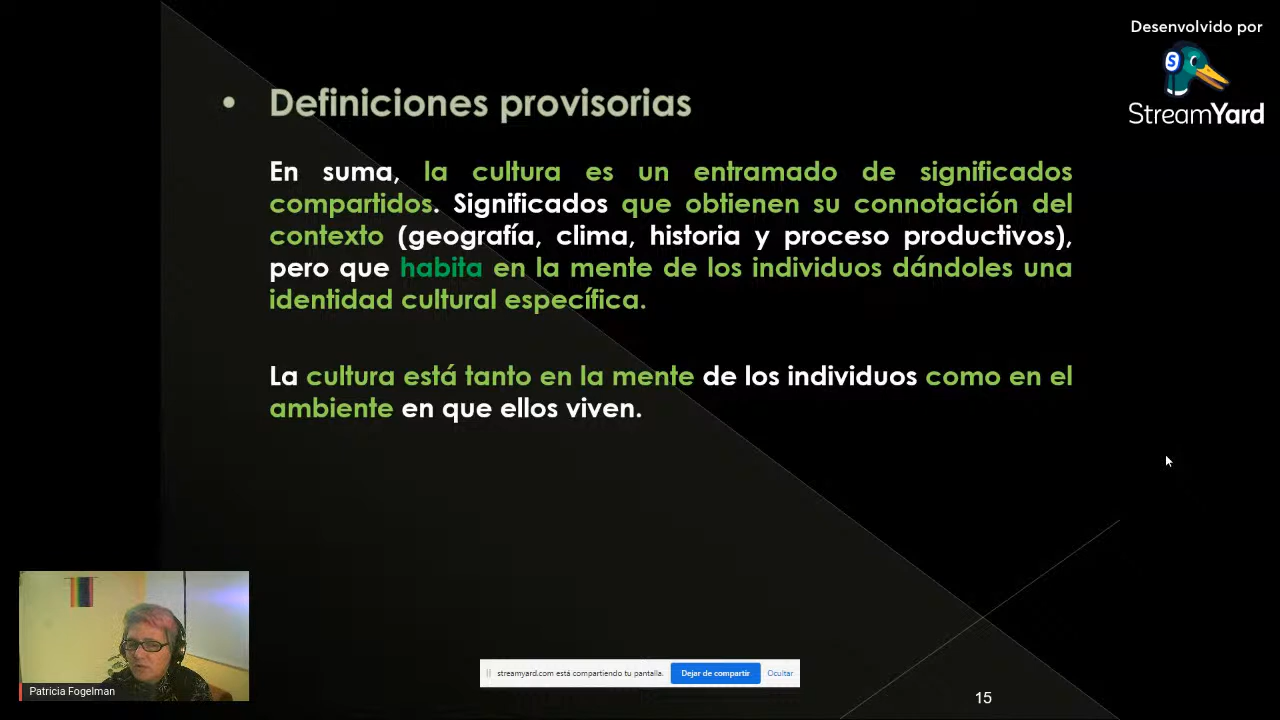 Desenvolvido por
StreamYard
• Definiciones provisorias
En suma, la cultura es un entramado de significados
compartidos. Significados que obtienen su connotación del
contexto (geografía, clima, historia y proceso productivos),
pero que habita en la mente de los individuos dándoles una
identidad cultural específica.
La cultura está tanto en la mente de los individuos como en el
ambiente en que ellos viven.
Patricia Fogelman
streamyard.com está compartiendo tu pantalla. Dejar de compartir Ocultar
15